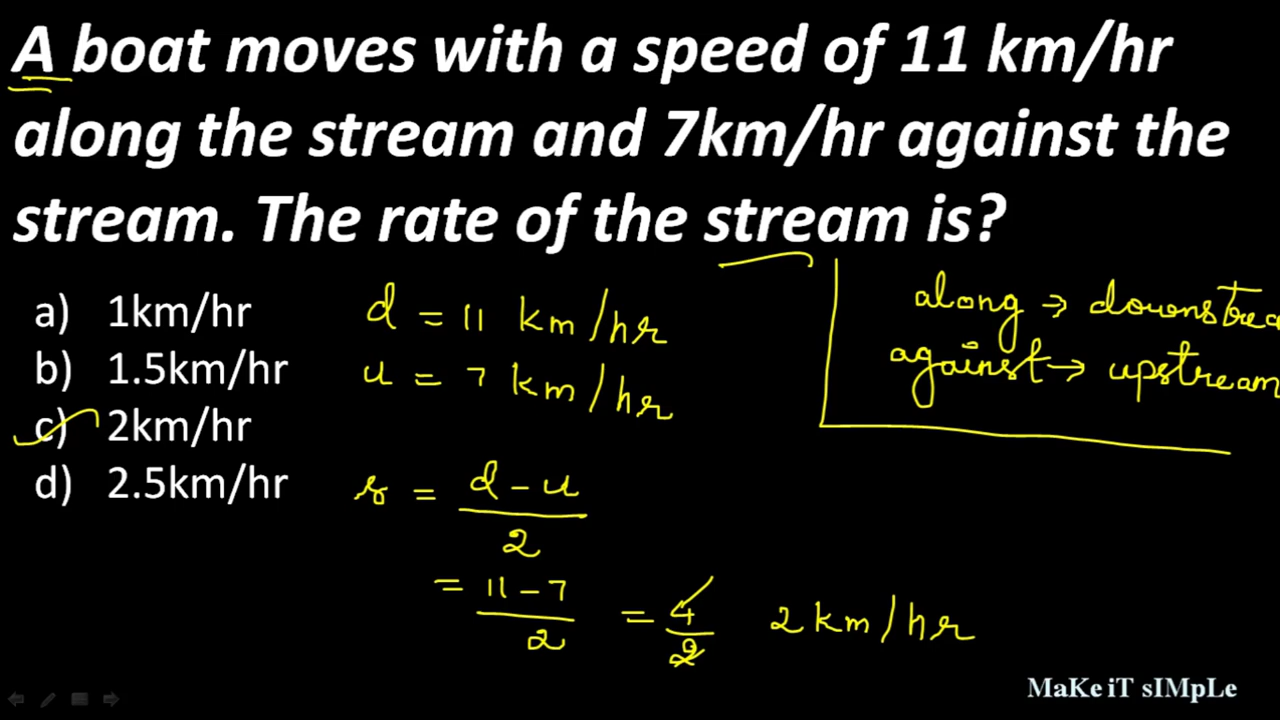 A boat moves with a speed of 11 km/hr
along the stream and 7km/hr against the
stream. The rate of the stream is?
a) 1km/hr
b) 1.5km/hr
c) 2km/hr
d) 2.5km/hr
d = 11 km/hr
u = 7 km/hr
along → downstrea
against → upstream
s = d - u
2
= 11 - 7
2
= 4
2
2 km/hr
MaKe iT sIMpLe